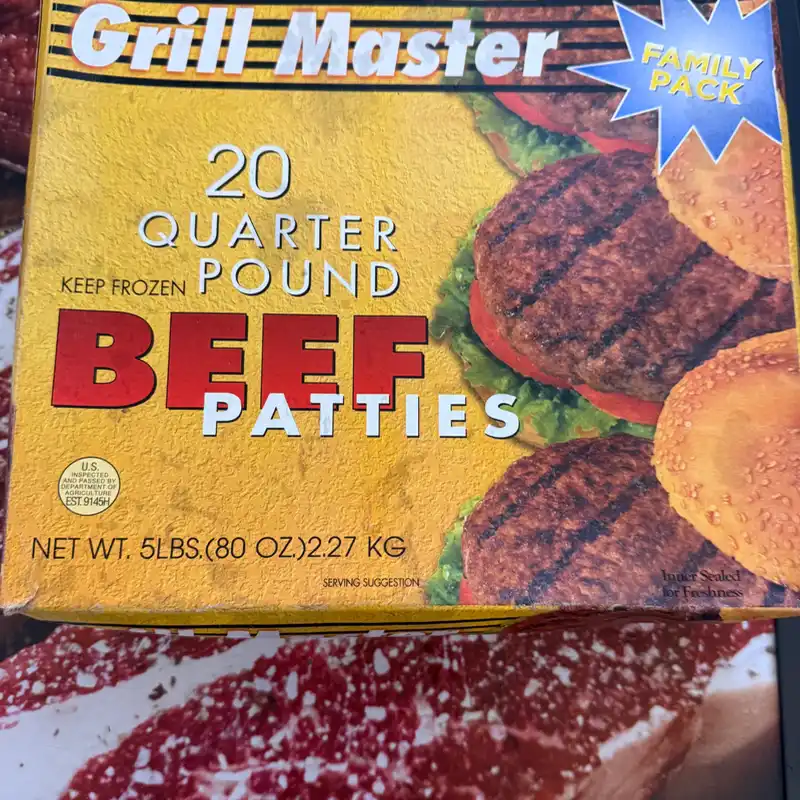 Grill Master
FAMILY
PACK
20
QUARTER
POUND
KEEP FROZEN
BEEF
PATTIES
U.S.
INSPECTED
AND PASSED BY
DEPARTMENT OF
AGRICULTURE
EST. 9145H
NET WT. 5LBS.(80 OZ.)2.27 KG
SERVING SUGGESTION
Inner Sealed
for Freshness